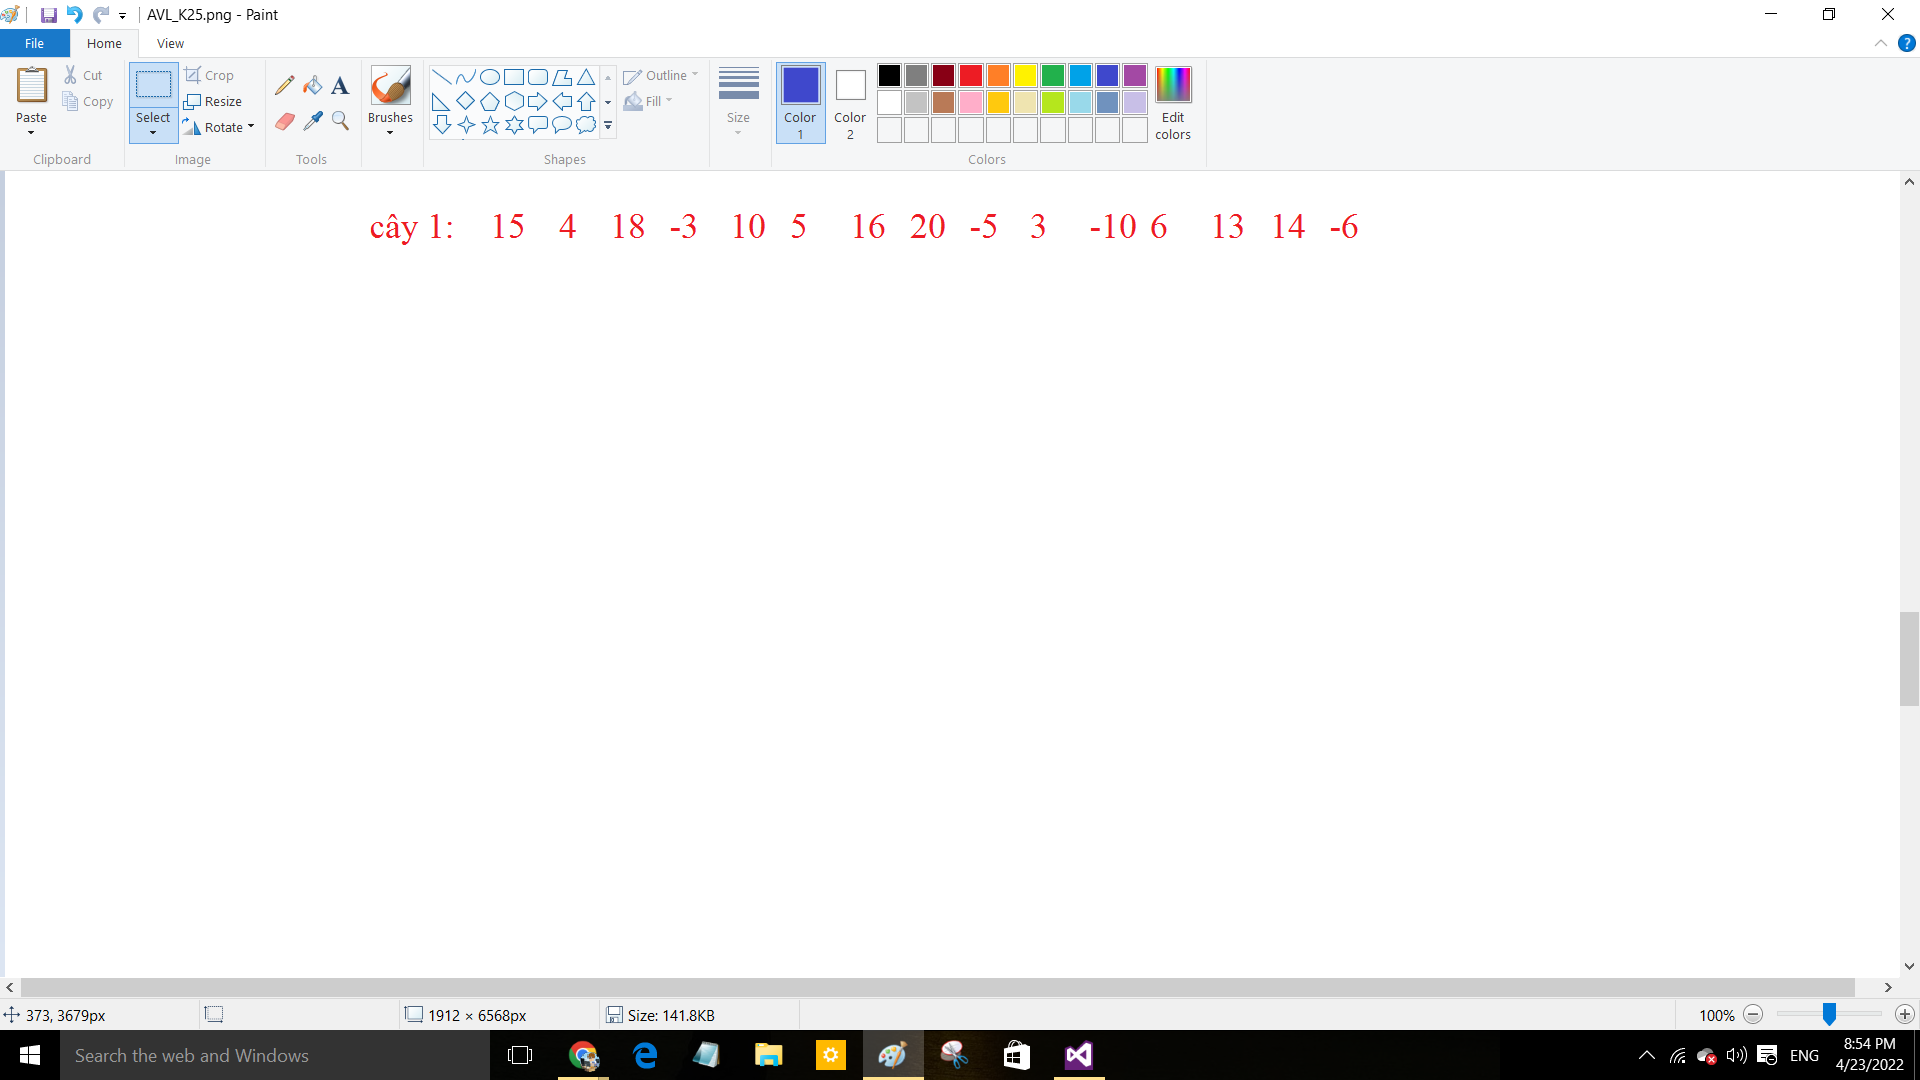 AVL_K25.png - Paint
File Home View
Paste Cut Copy Select Crop Resize Rotate A Brushes Outline Fill Size Color 1 Color 2 Edit colors
Clipboard Image Tools Shapes Colors
cây 1: 15 4 18 -3 10 5 16 20 -5 3 -10 6 13 14 -6
373, 3679px 1912 × 6568px Size: 141.8KB 100%
Search the web and Windows ENG 8:54 PM
4/23/2022